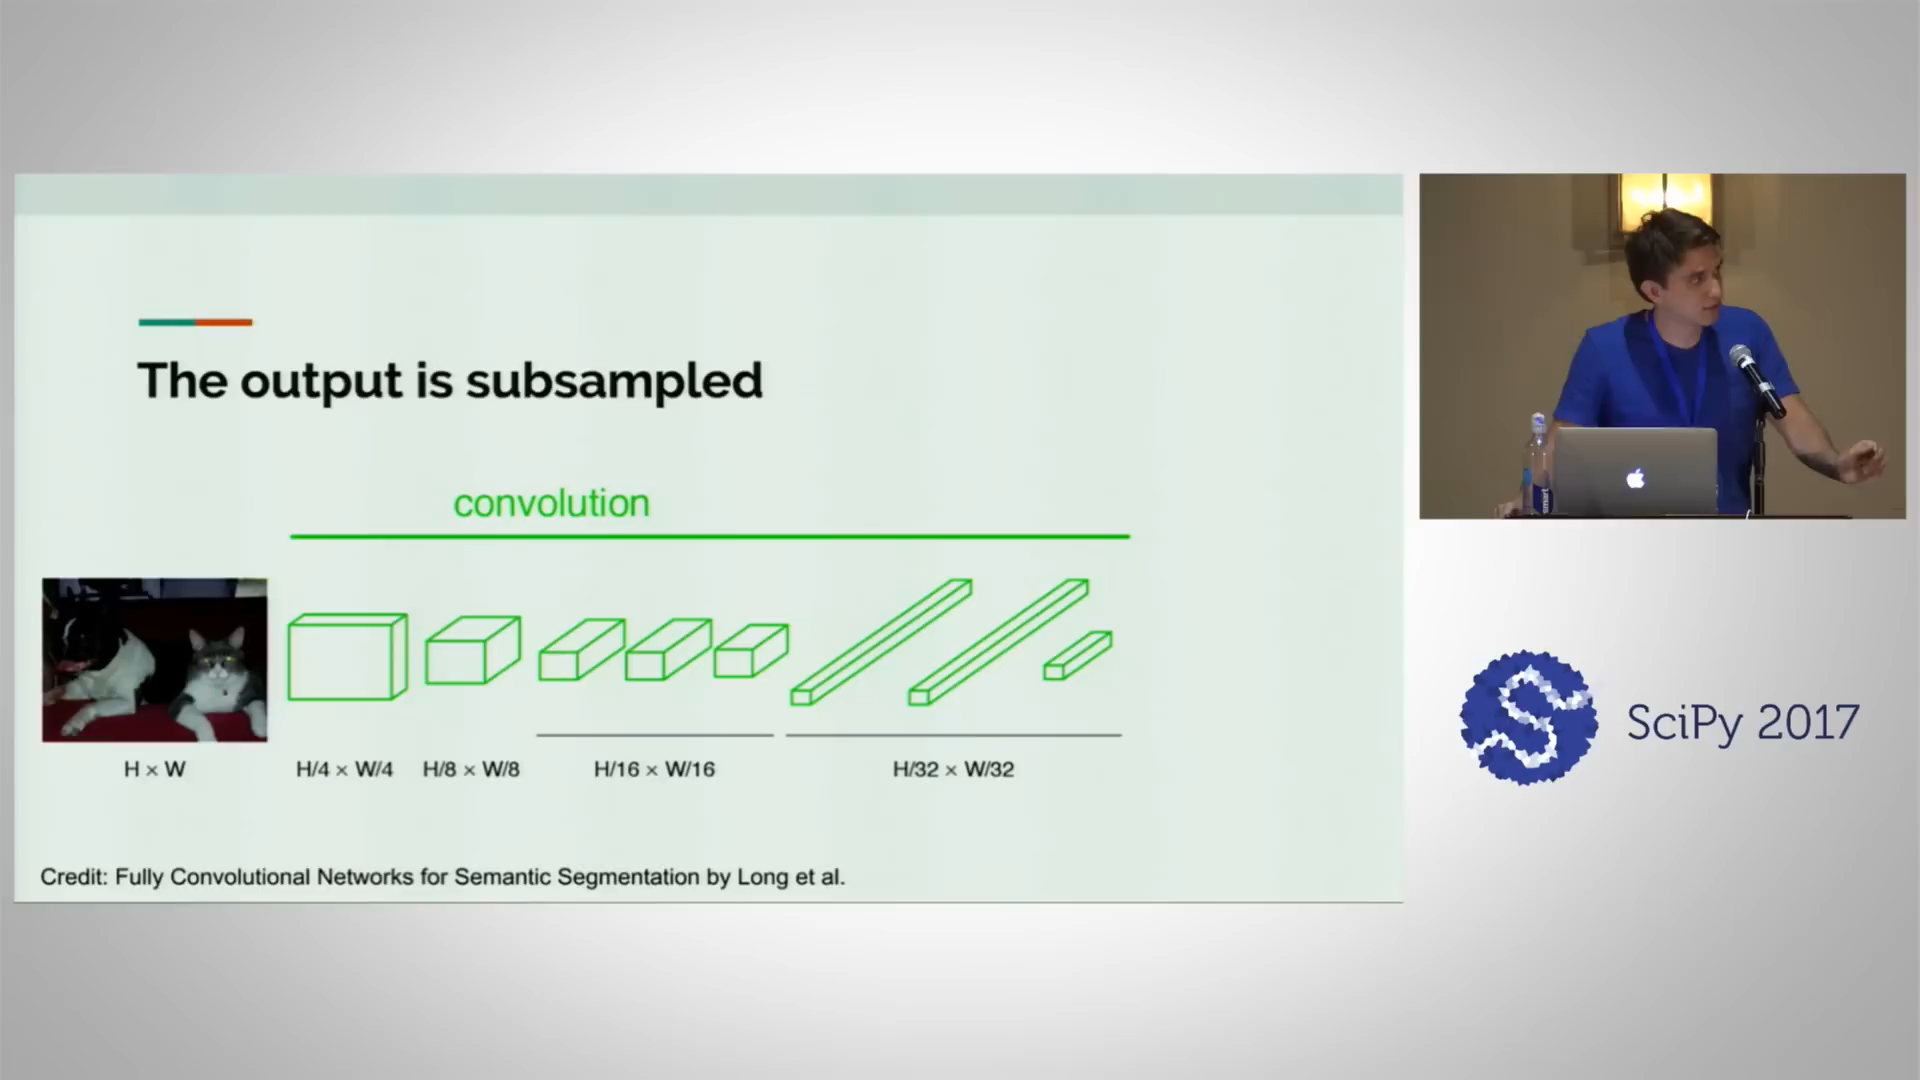 The output is subsampled
convolution
H × W
H/4 × W/4
H/8 × W/8
H/16 × W/16
H/32 × W/32
Credit: Fully Convolutional Networks for Semantic Segmentation by Long et al.
smart
SciPy 2017